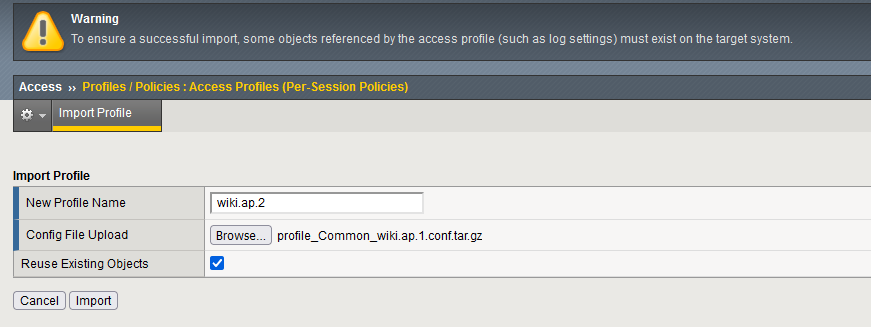 Warning
To ensure a successful import, some objects referenced by the access profile (such as log settings) must exist on the target system.
Access ›› Profiles / Policies : Access Profiles (Per-Session Policies)
Import Profile
Import Profile
New Profile Name wiki.ap.2
Config File Upload Browse... profile_Common_wiki.ap.1.conf.tar.gz
Reuse Existing Objects
Cancel Import